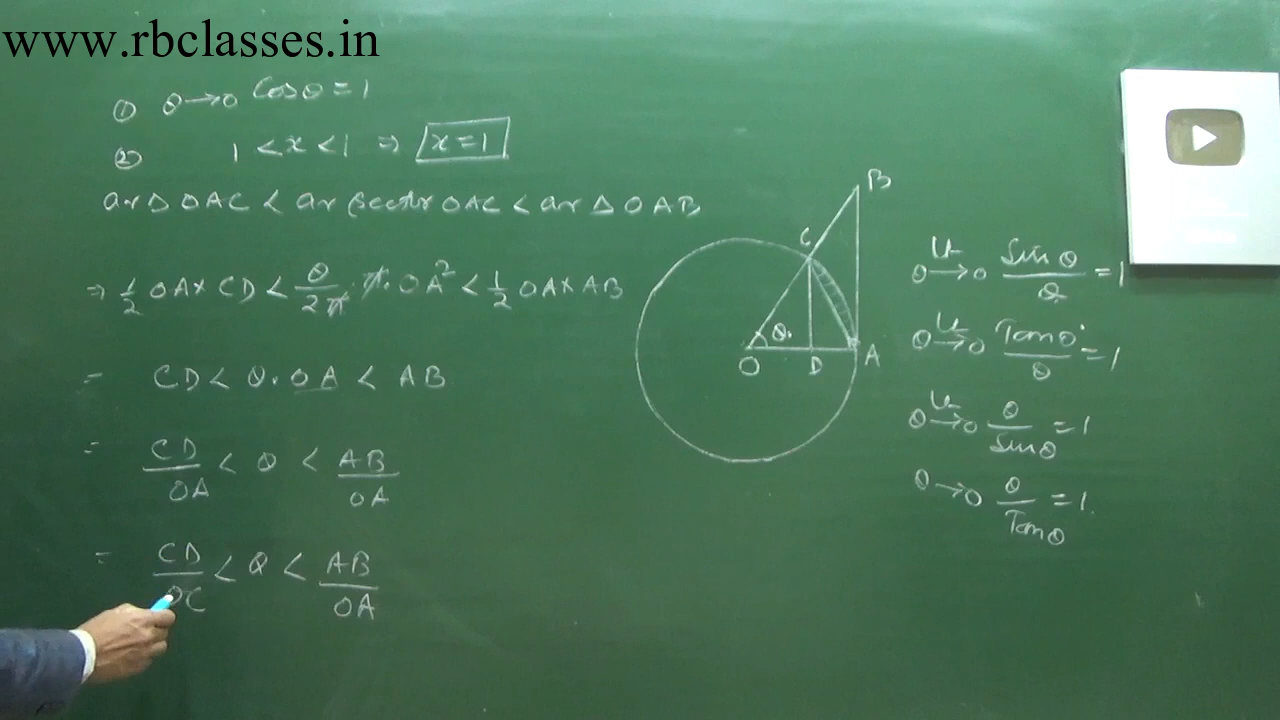 www.rbclasses.in
① θ→0 Cosθ = 1
② 1 < x < 1 ⇒ x = 1
ar Δ OAC < ar sector OAC < ar Δ OAB
⇒ 1/2 OA × CD < θ/2π · π · OA² < 1/2 OA × AB
= CD < θ. OA < AB
= CD/OA < θ < AB/OA
= CD/OC < θ < AB/OA
B
C
θ
O D A
Lt θ→0 Sinθ/θ = 1
Lt θ→0 Tanθ/θ = 1
Lt θ→0 θ/Sinθ = 1
θ→0 θ/Tanθ = 1